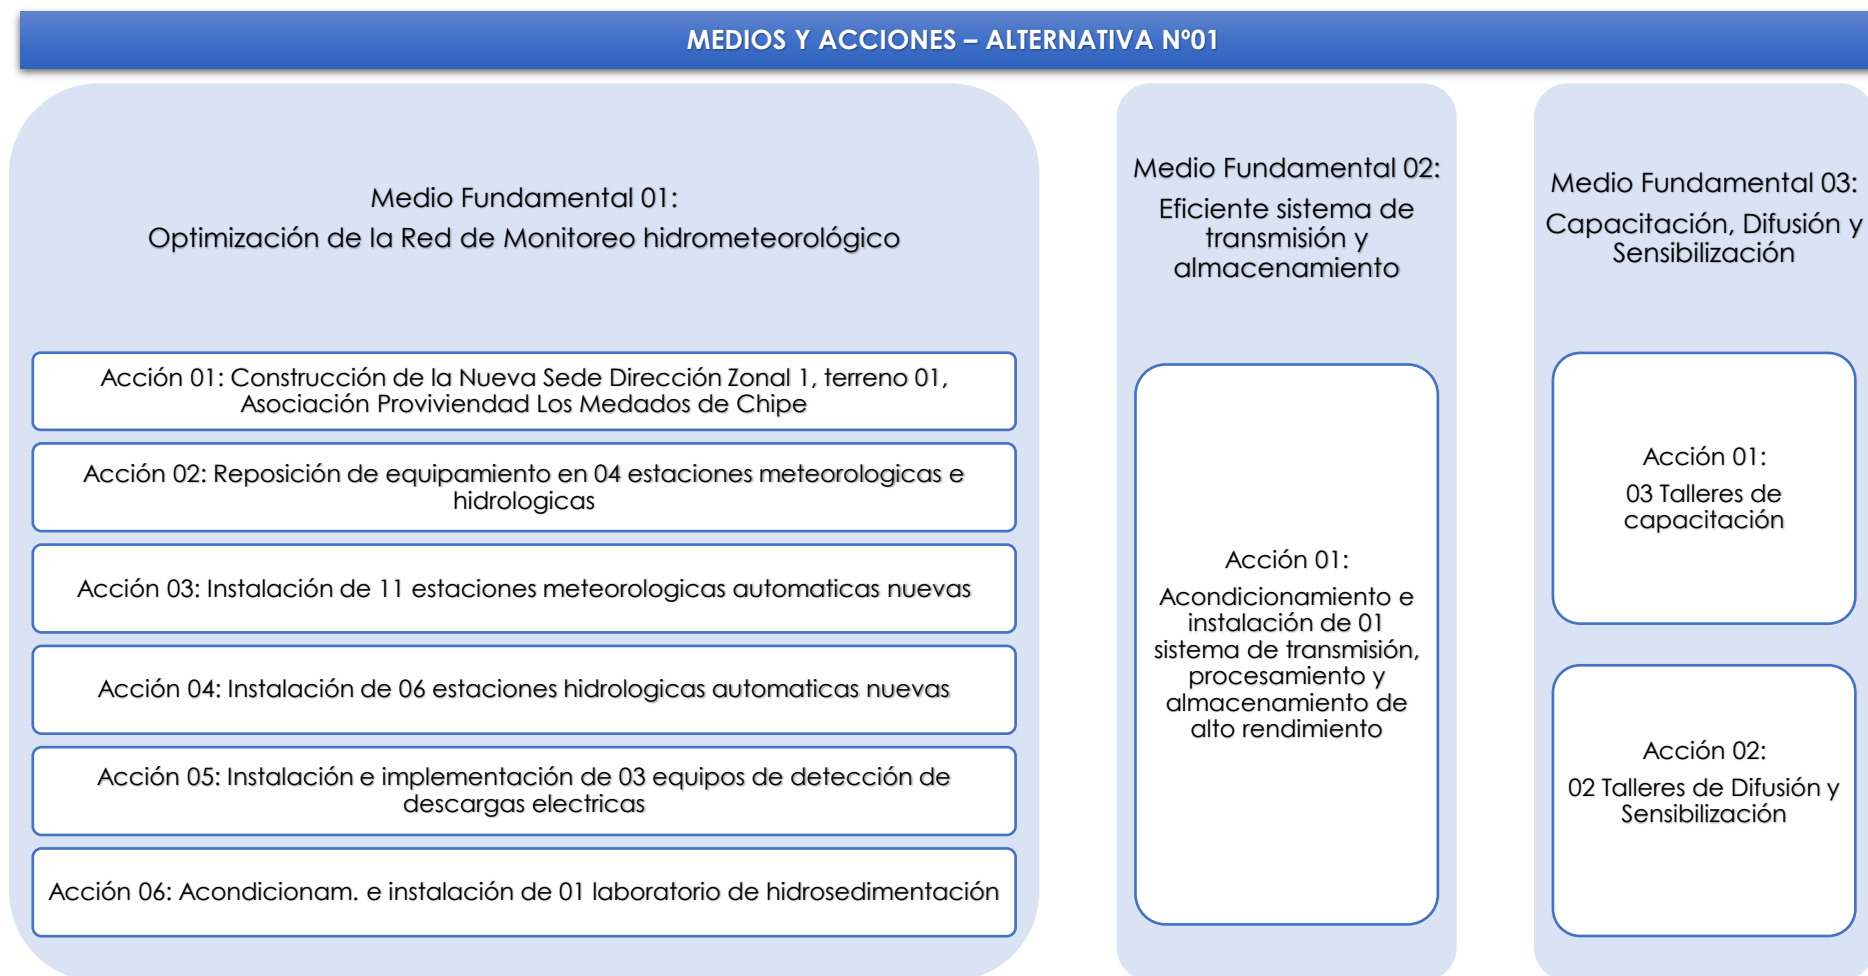 MEDIOS Y ACCIONES – ALTERNATIVA Nº01
Medio Fundamental 01:
Optimización de la Red de Monitoreo hidrometeorológico
Acción 01: Construcción de la Nueva Sede Dirección Zonal 1, terreno 01,
Asociación Proviviendad Los Medados de Chipe
Acción 02: Reposición de equipamiento en 04 estaciones meteorologicas e
hidrologicas
Acción 03: Instalación de 11 estaciones meteorologicas automaticas nuevas
Acción 04: Instalación de 06 estaciones hidrologicas automaticas nuevas
Acción 05: Instalación e implementación de 03 equipos de detección de
descargas electricas
Acción 06: Acondicionam. e instalación de 01 laboratorio de hidrosedimentación
Medio Fundamental 02:
Eficiente sistema de
transmisión y
almacenamiento
Acción 01:
Acondicionamiento e
instalación de 01
sistema de transmisión,
procesamiento y
almacenamiento de
alto rendimiento
Medio Fundamental 03:
Capacitación, Difusión y
Sensibilización
Acción 01:
03 Talleres de
capacitación
Acción 02:
02 Talleres de Difusión y
Sensibilización